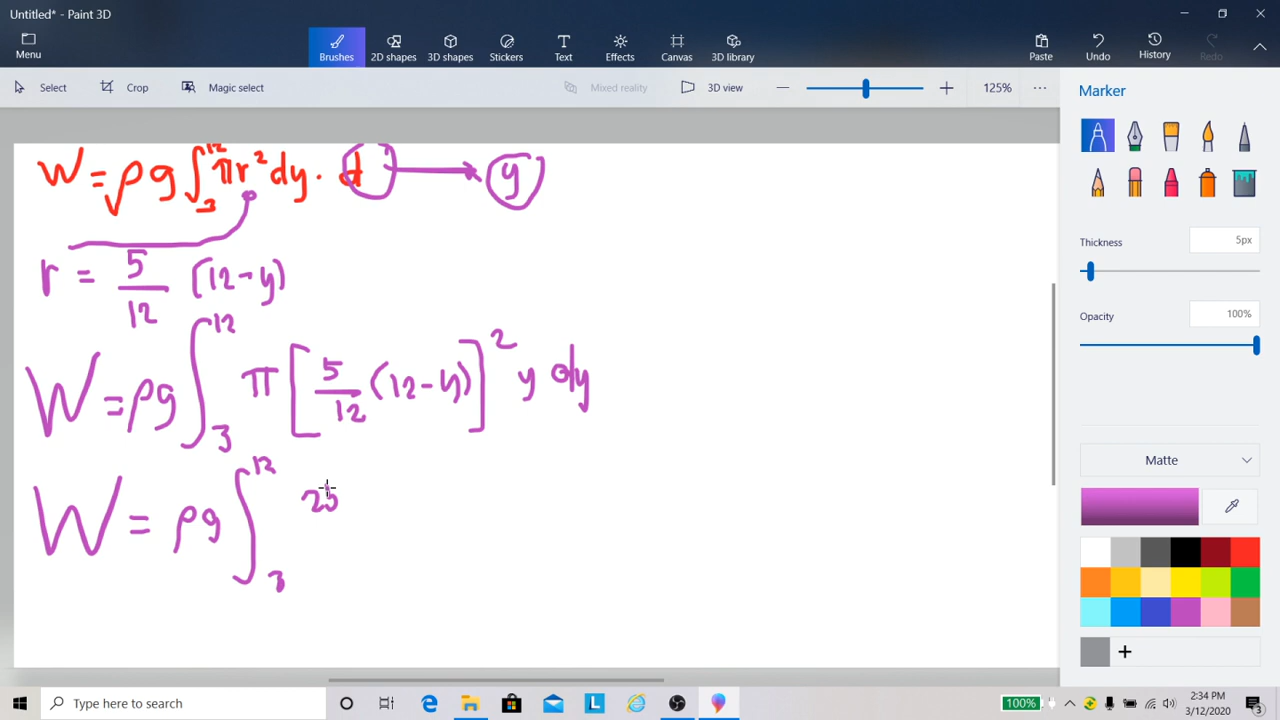 Untitled* - Paint 3D
Menu
Brushes
2D shapes
3D shapes
Stickers
Text
Effects
Canvas
3D library
Paste
Undo
History
Redo
Select
Crop
Magic select
Mixed reality
3D view
125%
Marker
Thickness
5px
Opacity
100%
Matte
W = ρg ∫₃¹² πr² dy · d → y
r = 5/12 (12 - y)
W = ρg ∫₃¹² π [5/12 (12 - y)]² y dy
W = ρg ∫₃¹² 25
Type here to search
100%
2:34 PM
3/12/2020
3